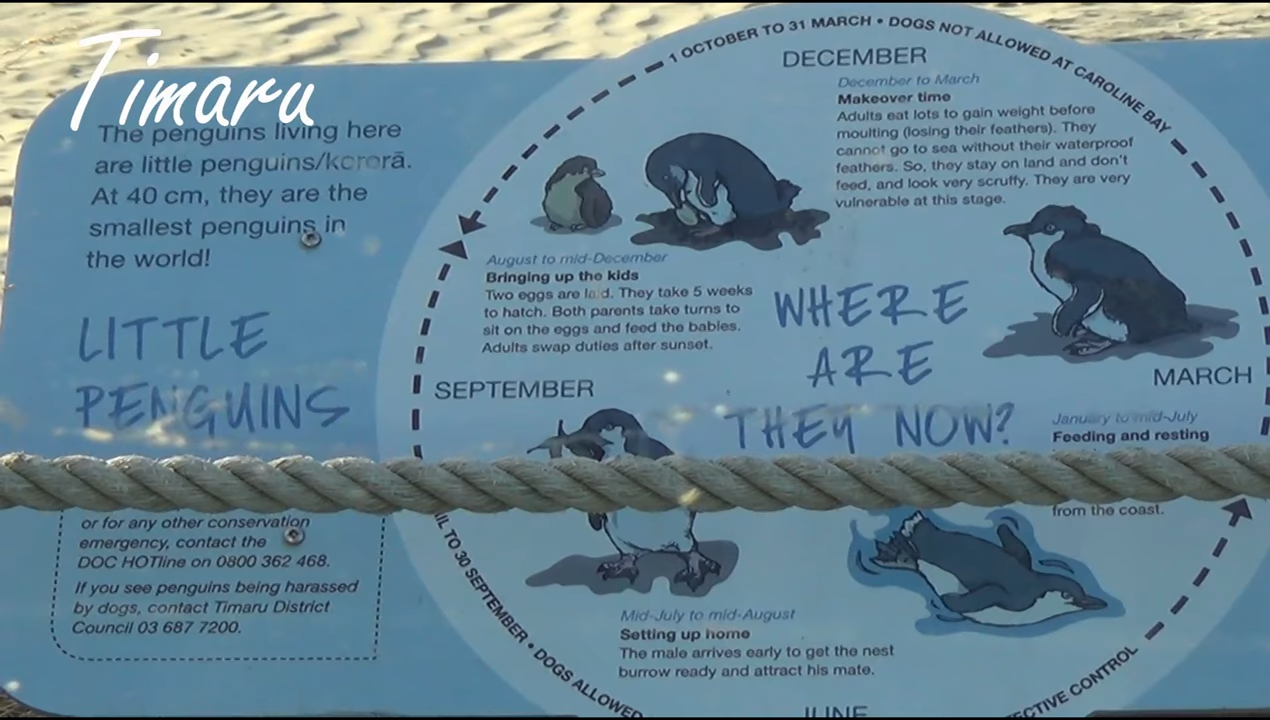 Timaru
The penguins living here
are little penguins/kororā.
At 40 cm, they are the
smallest penguins in
the world!
LITTLE
PENGUINS
or for any other conservation
emergency, contact the
DOC HOTline on 0800 362 468.
If you see penguins being harassed
by dogs, contact Timaru District
Council 03 687 7200.
1 OCTOBER TO 31 MARCH • DOGS NOT ALLOWED AT CAROLINE BAY
DECEMBER
December to March
Makeover time
Adults eat lots to gain weight before
moulting (losing their feathers). They
cannot go to sea without their waterproof
feathers. So, they stay on land and don't
feed, and look very scruffy. They are very
vulnerable at this stage.
August to mid-December
Bringing up the kids
Two eggs are laid. They take 5 weeks
to hatch. Both parents take turns to
sit on the eggs and feed the babies.
Adults swap duties after sunset.
WHERE
ARE
THEY NOW?
SEPTEMBER
MARCH
January to mid-July
Feeding and resting
from the coast.
Mid-July to mid-August
Setting up home
The male arrives early to get the nest
burrow ready and attract his mate.
TO 30 SEPTEMBER • DOGS ALLOWED
CONTROL
JUNE